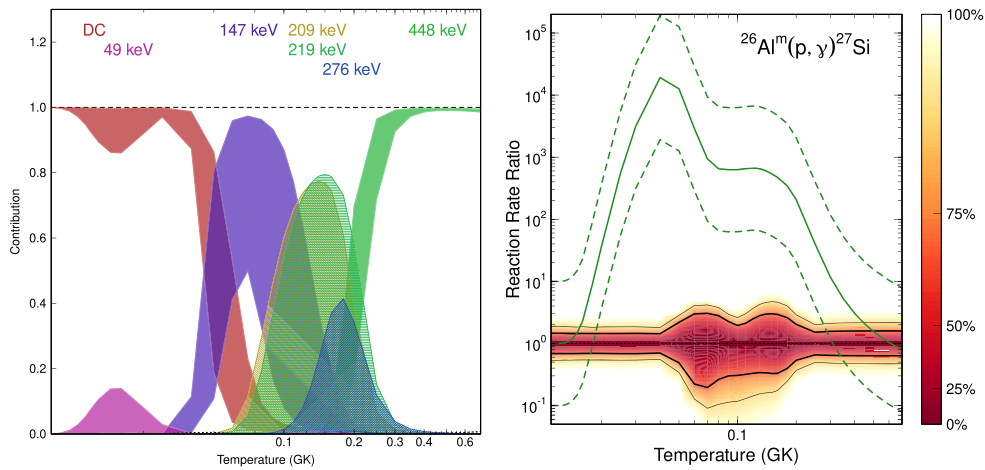 DC 147 keV 209 keV 448 keV
49 keV 219 keV
276 keV
1.2
1.0
0.8
0.6
0.4
0.2
0.0
Contribution
0.1 0.2 0.3 0.4 0.6
Temperature (GK)
²⁶Alᵐ(p, γ)²⁷Si
10⁵
10⁴
10³
10²
10¹
10⁰
10⁻¹
Reaction Rate Ratio
0.1
Temperature (GK)
100%
75%
50%
25%
0%